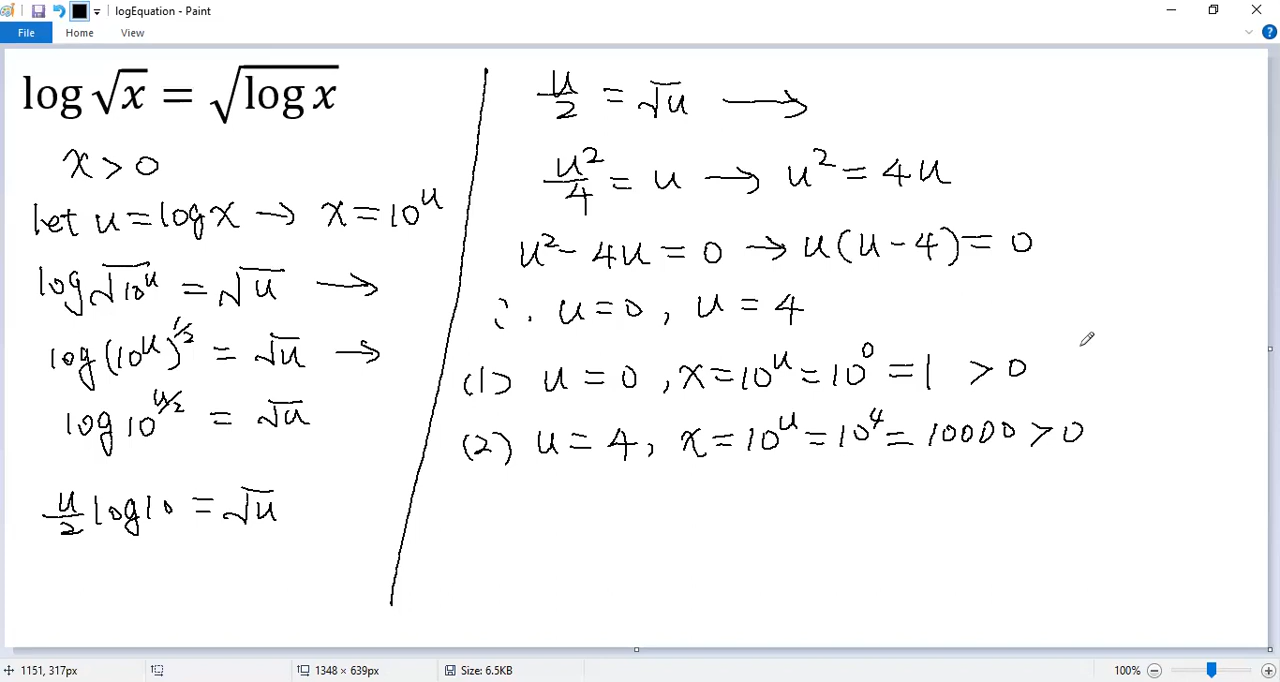 logEquation - Paint
File Home View
log √x = √(log x)
x > 0
let u = log x → x = 10^u
log √(10^u) = √u →
log (10^u)^(1/2) = √u →
log 10^(u/2) = √u
u/2 log 10 = √u
u/2 = √u →
u²/4 = u → u² = 4u
u² - 4u = 0 → u(u - 4) = 0
∴ u = 0, u = 4
(1) u = 0, x = 10^u = 10^0 = 1 > 0
(2) u = 4, x = 10^u = 10^4 = 10000 > 0
1151, 317px 1348 × 639px Size: 6.5KB 100%